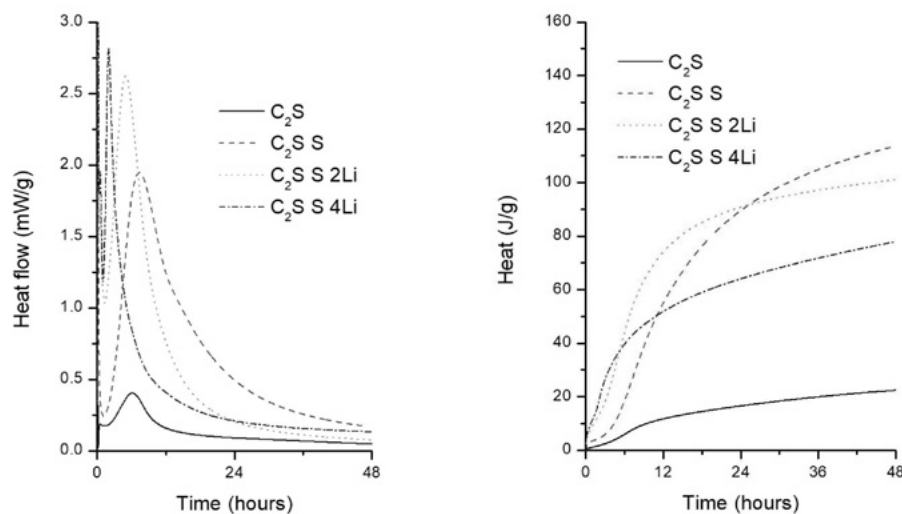 3.0
2.5
2.0
1.5
1.0
0.5
0.0
Heat flow (mW/g)
C₂S
C₂S S
C₂S S 2Li
C₂S S 4Li
0
12
24
48
Time (hours)
160
140
120
100
80
60
40
20
0
Heat (J/g)
C₂S
C₂S S
C₂S S 2Li
C₂S S 4Li
0
12
24
36
48
Time (hours)